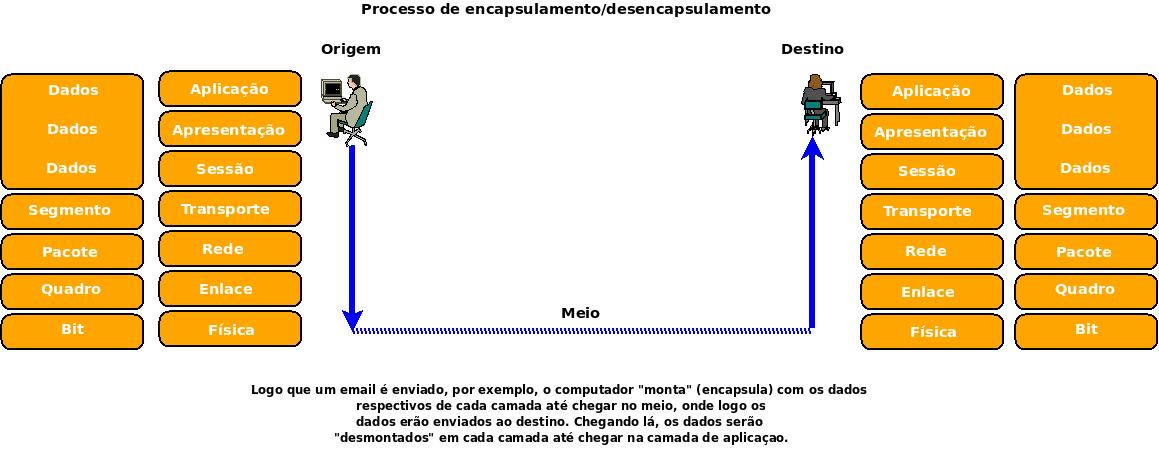 Processo de encapsulamento/desencapsulamento
Origem
Destino
Dados
Dados
Dados
Segmento
Pacote
Quadro
Bit
Aplicação
Apresentação
Sessão
Transporte
Rede
Enlace
Física
Meio
Aplicação
Apresentação
Sessão
Transporte
Rede
Enlace
Física
Dados
Dados
Dados
Segmento
Pacote
Quadro
Bit
Logo que um email é enviado, por exemplo, o computador "monta" (encapsula) com os dados
respectivos de cada camada até chegar no meio, onde logo os
dados erão enviados ao destino. Chegando lá, os dados serão
"desmontados" em cada camada até chegar na camada de aplicaçao.